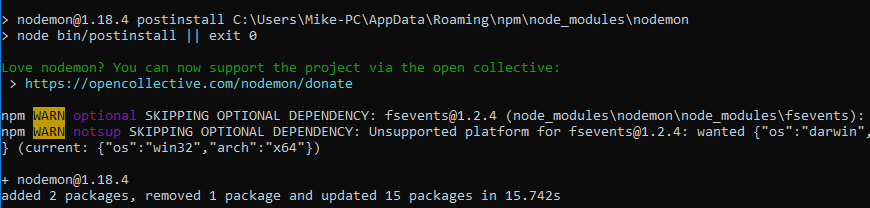 > nodemon@1.18.4 postinstall C:\Users\Mike-PC\AppData\Roaming\npm\node_modules\nodemon
> node bin/postinstall || exit 0
Love nodemon? You can now support the project via the open collective:
> https://opencollective.com/nodemon/donate
npm WARN optional SKIPPING OPTIONAL DEPENDENCY: fsevents@1.2.4 (node_modules\nodemon\node_modules\fsevents):
npm WARN notsup SKIPPING OPTIONAL DEPENDENCY: Unsupported platform for fsevents@1.2.4: wanted {"os":"darwin",
} (current: {"os":"win32","arch":"x64"})
+ nodemon@1.18.4
added 2 packages, removed 1 package and updated 15 packages in 15.742s